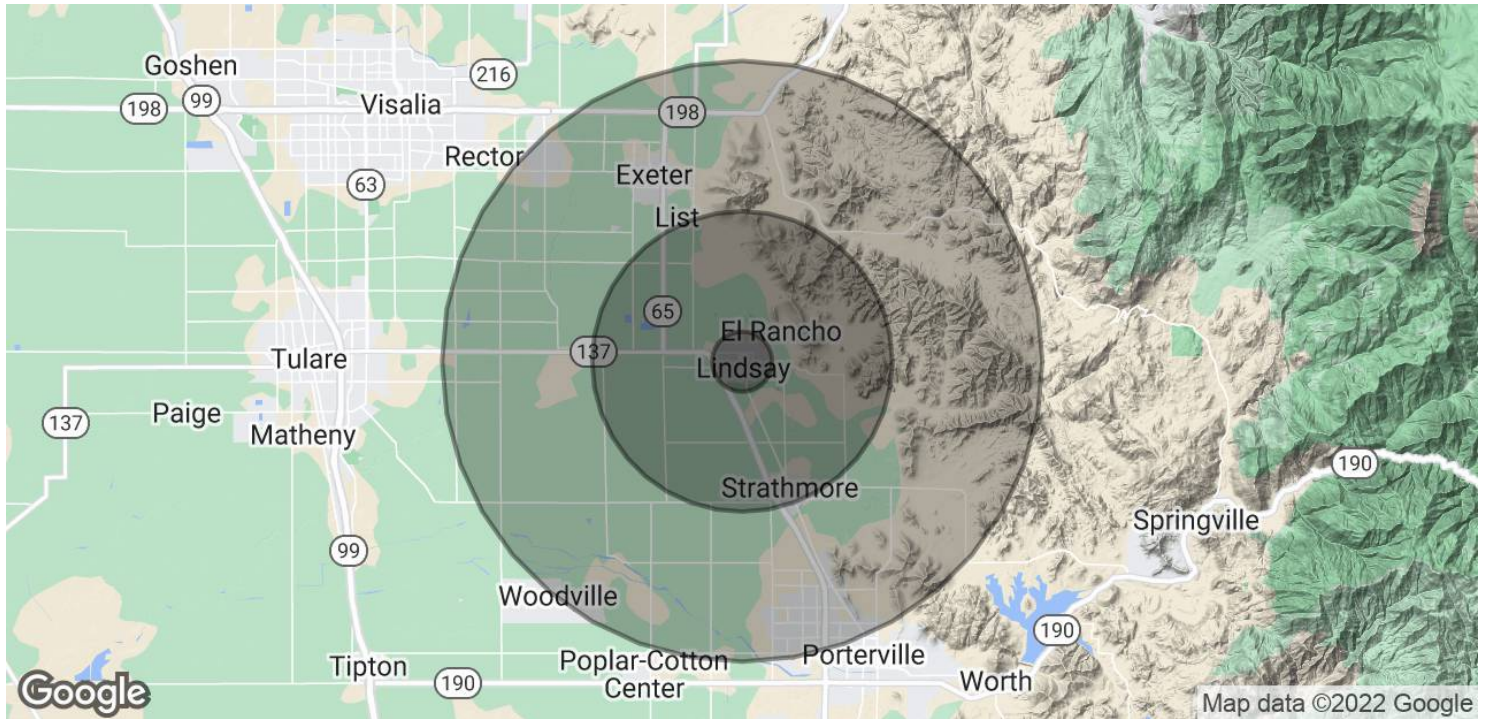 Goshen
216
198
99
Visalia
198
Rector
Exeter
63
List
65
El Rancho
137
Tulare
Lindsay
Paige
137
Matheny
Strathmore
190
Springville
99
Woodville
190
Tipton
Poplar-Cotton
Center
Porterville
190
Worth
Google
Map data ©2022 Google